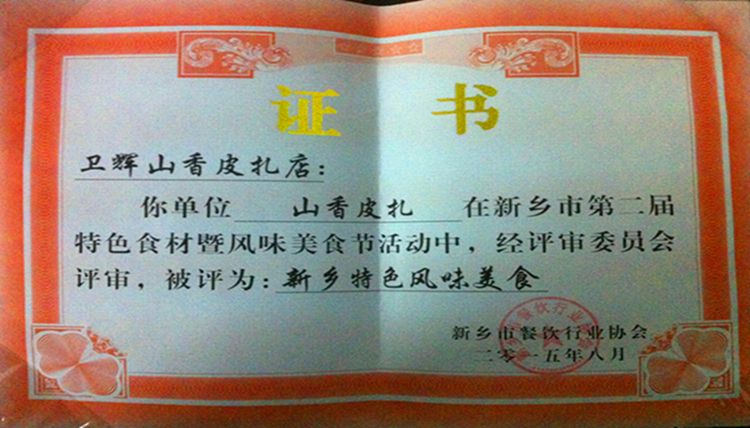 证书
卫辉山香皮扎店：
你单位 山香皮扎 在新乡市第二届
特色食材暨风味美食节活动中，经评审委员会
评审，被评为：新乡特色风味美食
新乡市餐饮行业协会
二零一五年八月